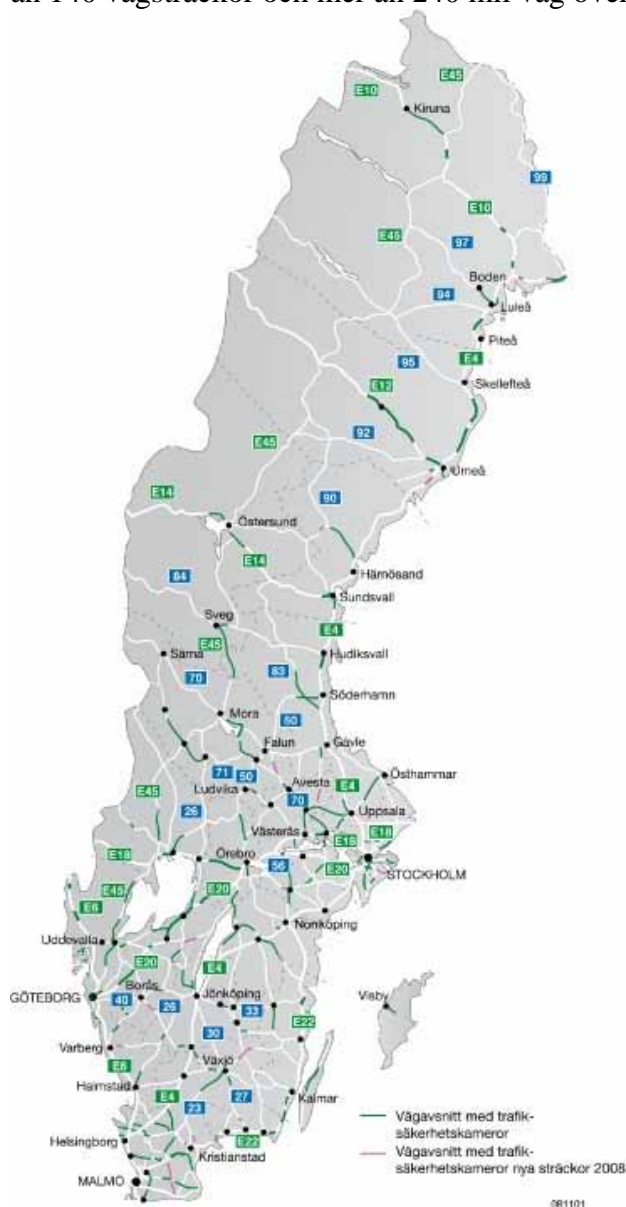 än 140 vägsträckor och mer än 240 mil väg över
E45
E10
Kiruna
99
E10
E45
97
Boden
94
Luleå
Piteå
95
E4
Skellefteå
E12
92
E45
Umeå
E14
90
Östersund
E14
Härnösand
84
Sundsvall
Sveg
E4
E45
Hudiksvall
Särna
83
70
Söderhamn
Mora
50
Falun
Gävle
71
50
Avesta
Östhammar
E45
Ludvika
E4
70
26
Uppsala
Västerås
E18
E18
E18
Örebro
56
E20
STOCKHOLM
E45
E20
E6
Norrköping
Uddevalla
E20
E4
Visby
GÖTEBORG
Borås
Jönköping
40
26
33
E22
30
Varberg
Växjö
E6
Halmstad
E4
27
Kalmar
23
Helsingborg
E22
Kristianstad
MALMÖ
Vägavsnitt med trafik-
säkerhetskameror
Vägavsnitt med trafik-
säkerhetskameror nya sträckor 2008
081101